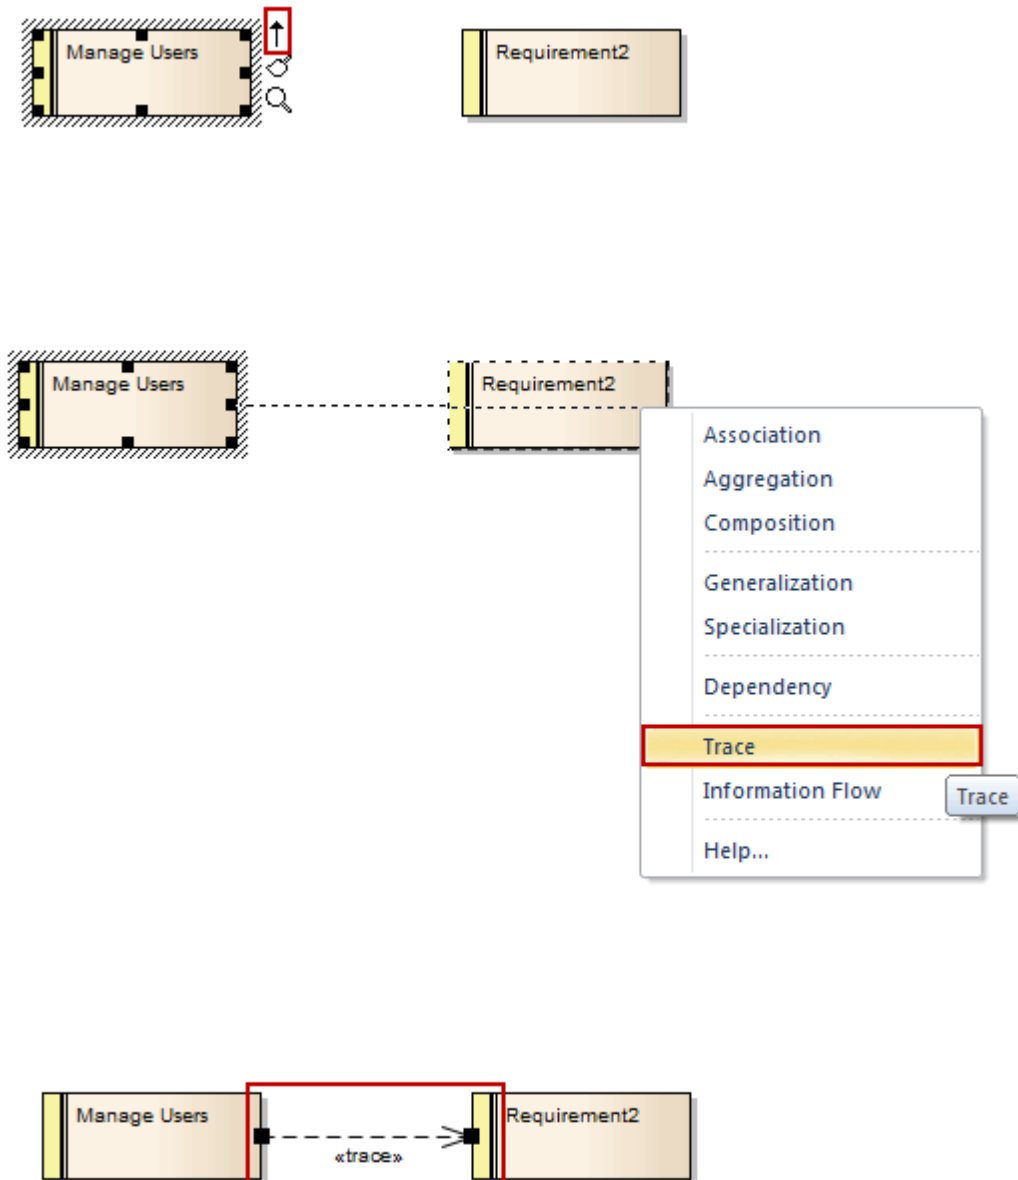 Manage Users
Requirement2
Manage Users
Requirement2
Association
Aggregation
Composition
Generalization
Specialization
Dependency
Trace
Information Flow
Trace
Help...
Manage Users
Requirement2
«trace»